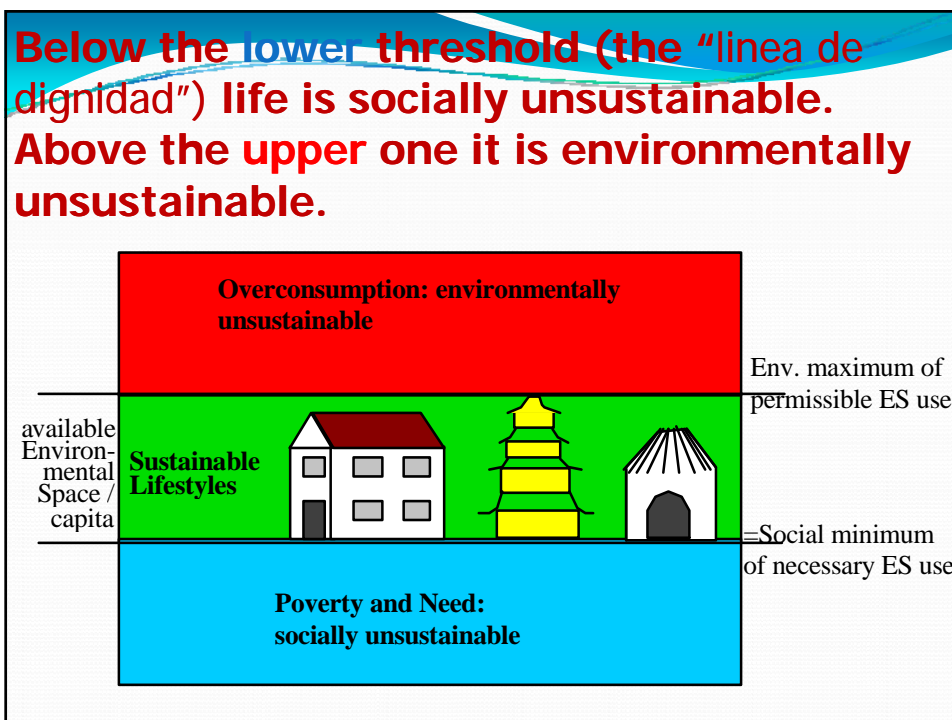 Below the lower threshold (the “linea de
dignidad”) life is socially unsustainable.
Above the upper one it is environmentally
unsustainable.
Overconsumption: environmentally
unsustainable
Env. maximum of
permissible ES use
available
Environ-
mental
Space /
capita
Sustainable
Lifestyles
=Social minimum
of necessary ES use
Poverty and Need:
socially unsustainable